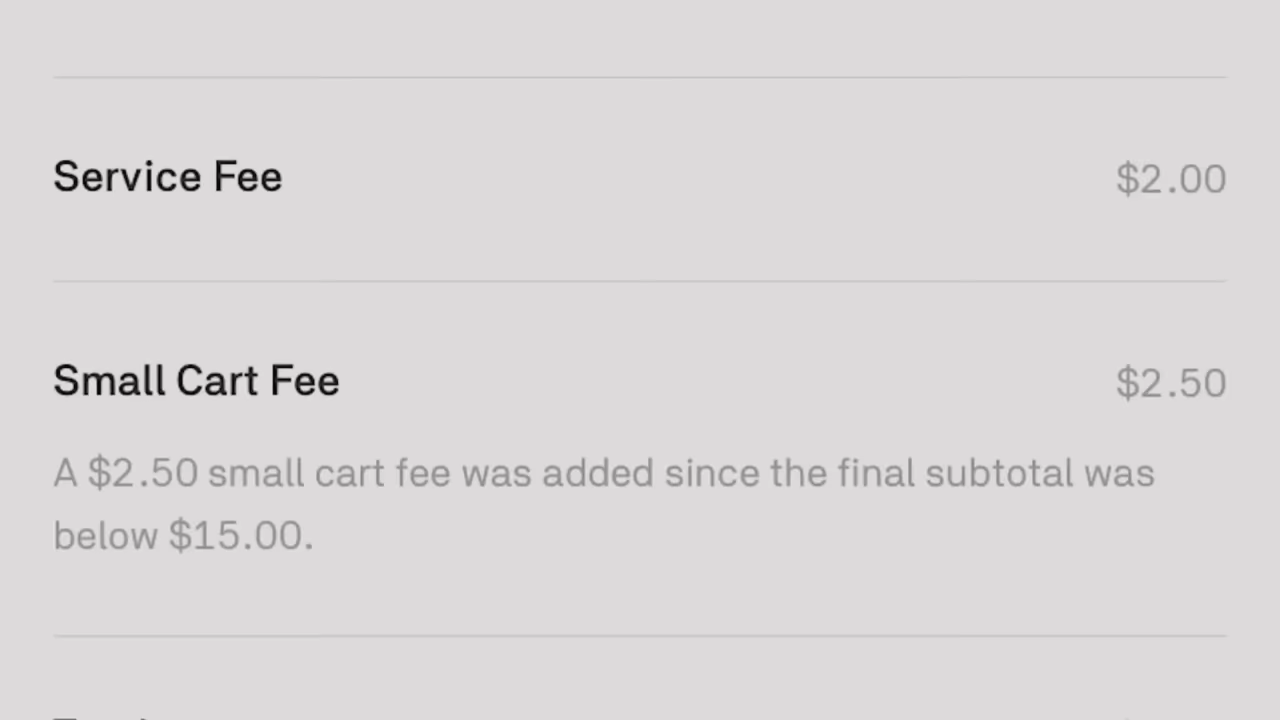 Service Fee $2.00
Small Cart Fee $2.50
A $2.50 small cart fee was added since the final subtotal was
below $15.00.